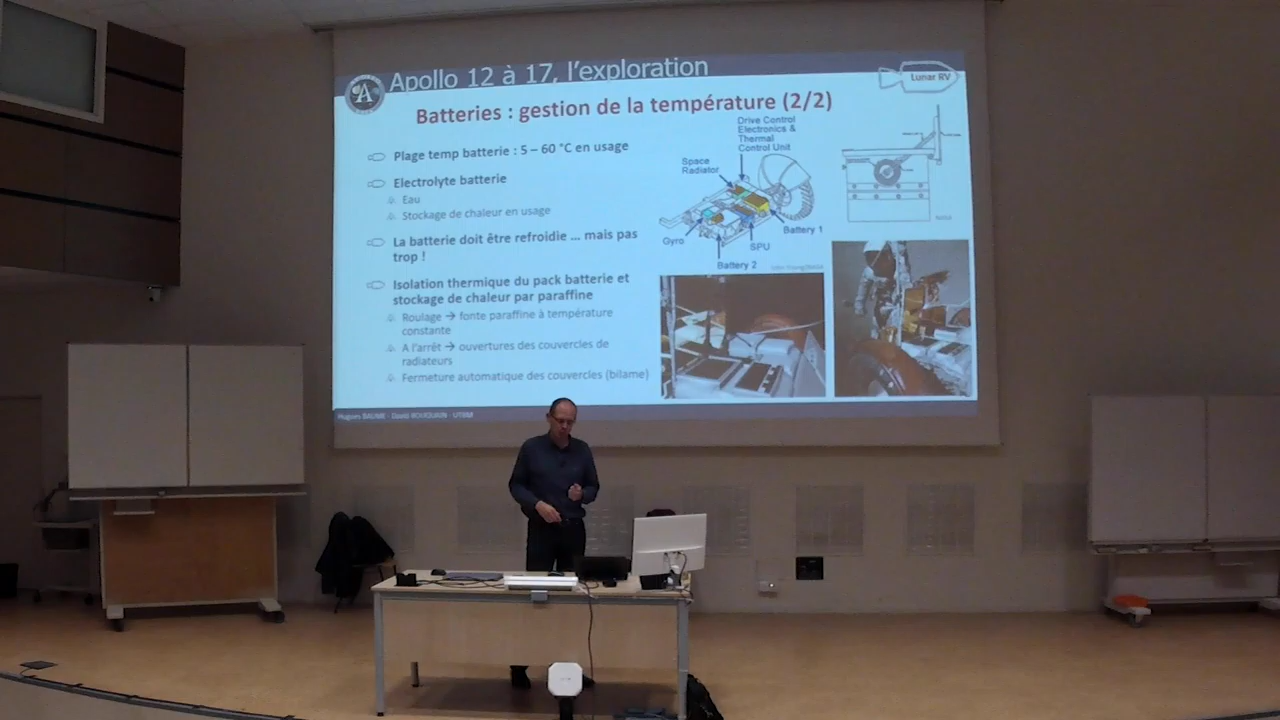 Apollo 12 à 17, l'exploration
Lunar RV
A
Batteries : gestion de la température (2/2)
Plage temp batterie : 5 – 60 °C en usage
Electrolyte batterie
Eau
Stockage de chaleur en usage
La batterie doit être refroidie ... mais pas
trop !
Isolation thermique du pack batterie et
stockage de chaleur par paraffine
Roulage → fonte paraffine à température
constante
A l'arrêt → ouvertures des couvercles de
radiateurs
Fermeture automatique des couvercles (bilame)
Drive Control
Electronics &
Thermal
Control Unit
Space
Radiator
Gyro
Battery 1
SPU
Battery 2